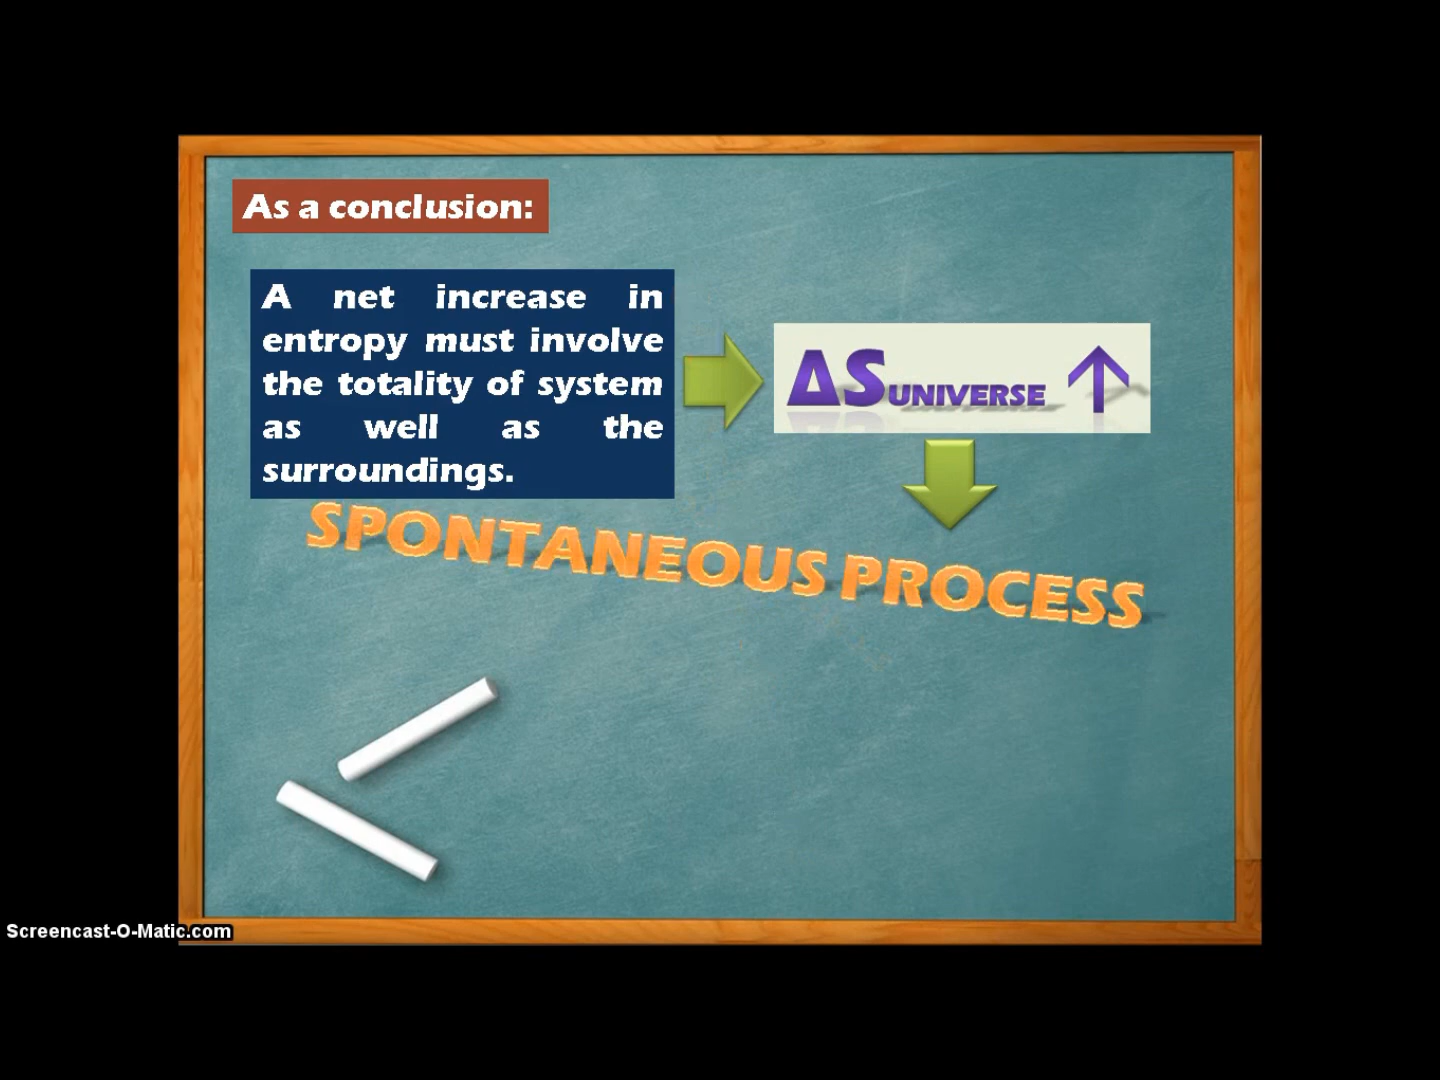 As a conclusion:
A net increase in
entropy must involve
the totality of system
as well as the
surroundings.
ΔSUNIVERSE ↑
SPONTANEOUS PROCESS
Screencast-O-Matic.com